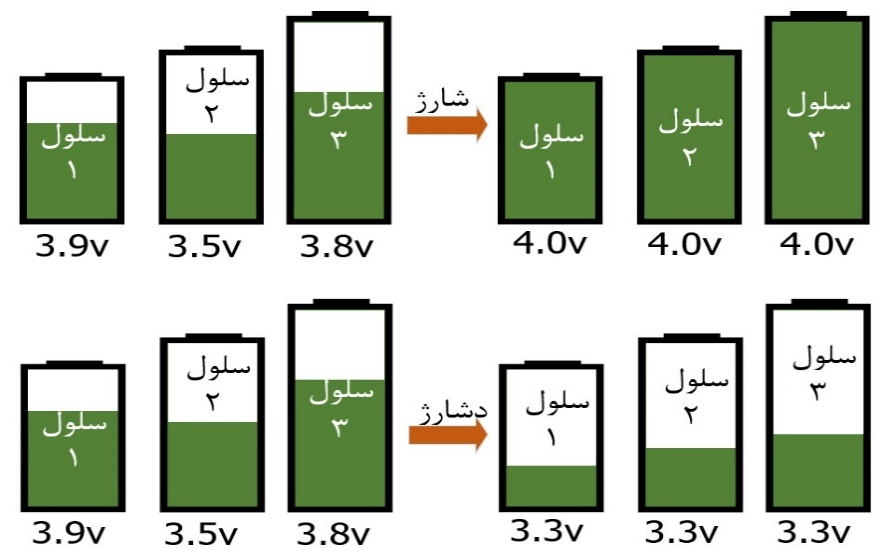 سلول
۱
سلول
۲
سلول
۳
شارژ
سلول
۱
سلول
۲
سلول
۳
3.9v
3.5v
3.8v
4.0v
4.0v
4.0v
سلول
۱
سلول
۲
سلول
۳
دشارژ
سلول
۱
سلول
۲
سلول
۳
3.9v
3.5v
3.8v
3.3v
3.3v
3.3v